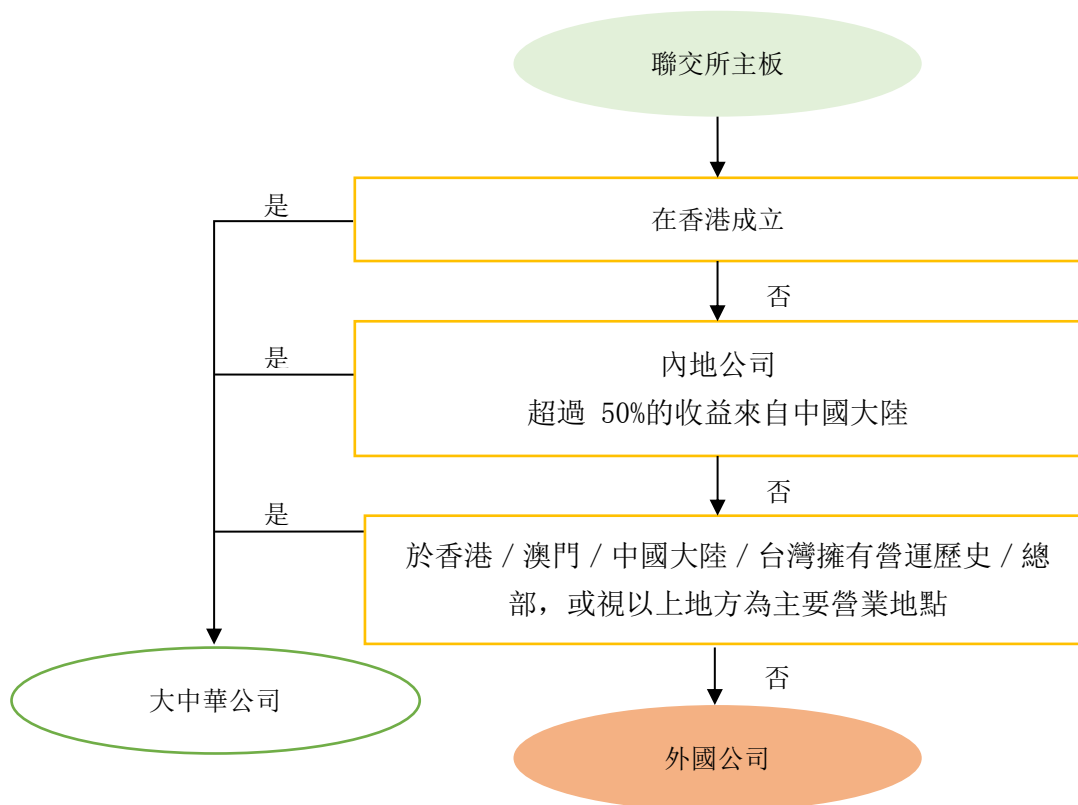 聯交所主板
是
在香港成立
否
是
內地公司
超過 50%的收益來自中國大陸
否
是
於香港／澳門／中國大陸／台灣擁有營運歷史／總
部，或視以上地方為主要營業地點
大中華公司
否
外國公司